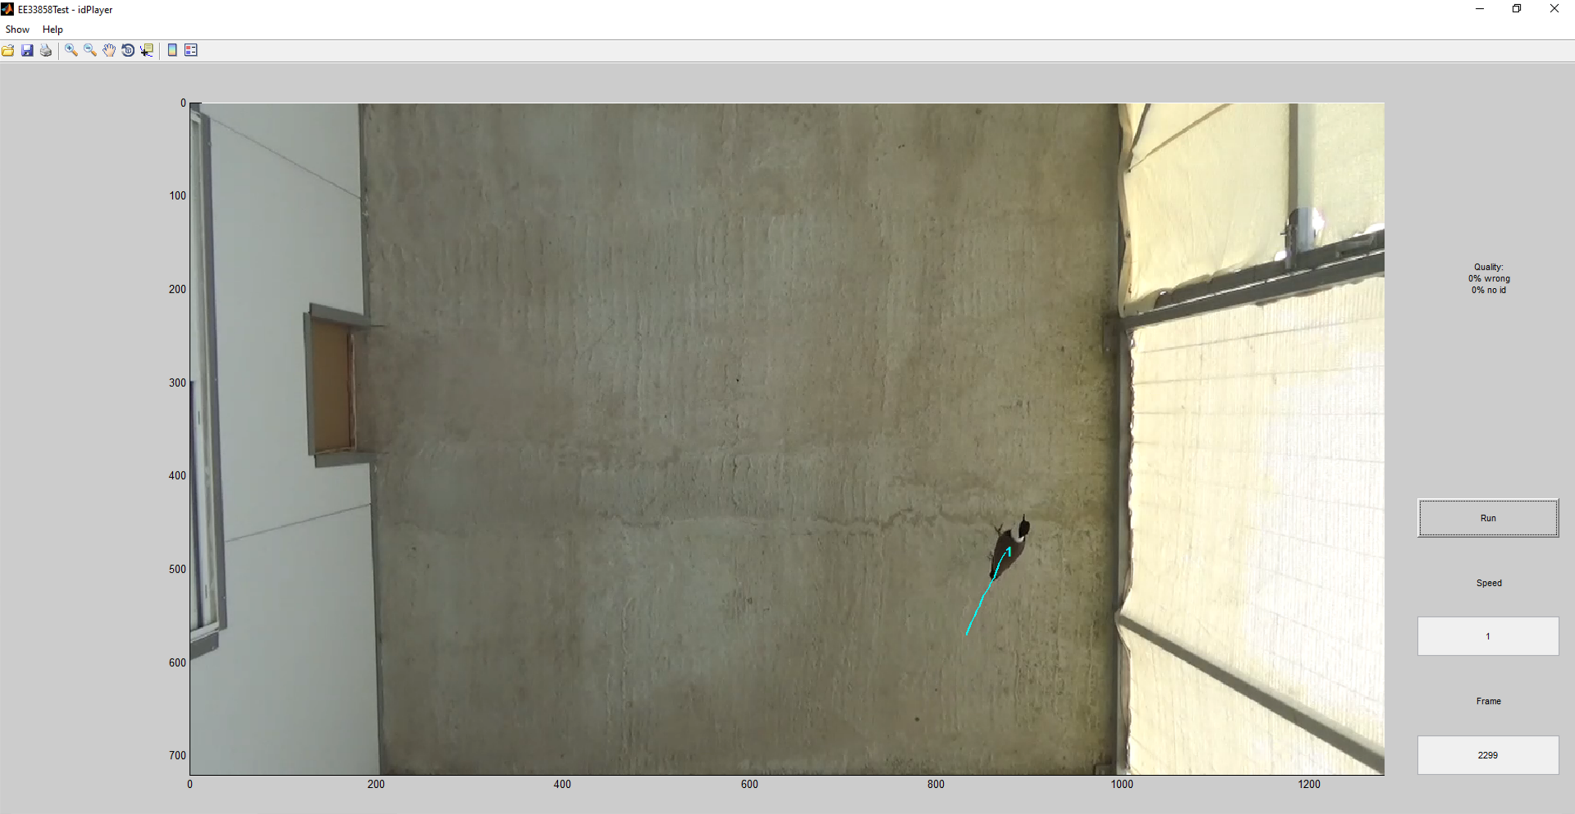 EE33858Test - idPlayer
Show Help
0
100
200
300
400
500
600
700
0 200 400 600 800 1000 1200
1
Quality:
0% wrong
0% no id
Run
Speed
1
Frame
2299